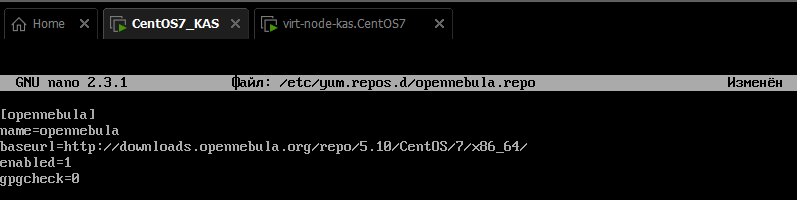 Home × CentOS7_KAS × virt-node-kas.CentOS7 ×
GNU nano 2.3.1 Файл: /etc/yum.repos.d/opennebula.repo Изменён
[opennebula]
name=opennebula
baseurl=http://downloads.opennebula.org/repo/5.10/CentOS/7/x86_64/
enabled=1
gpgcheck=0